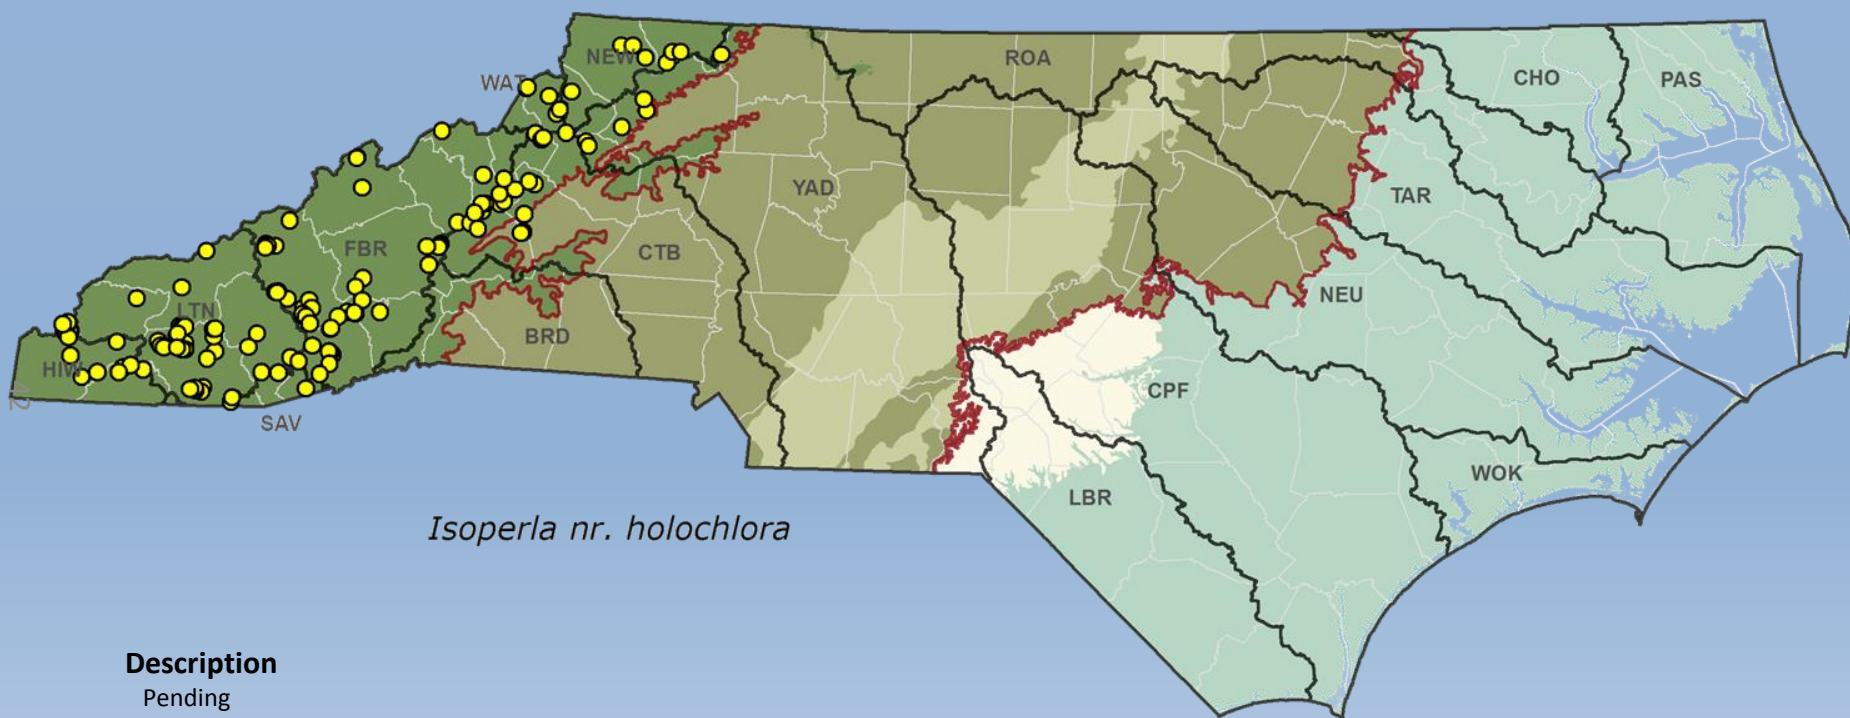 NEW
ROA
WAT
CHO
PAS
YAD
TAR
FBR
CTB
NEU
LTN
BRD
HIW
CPF
SAV
WOK
LBR
Isoperla nr. holochlora
Description
Pending